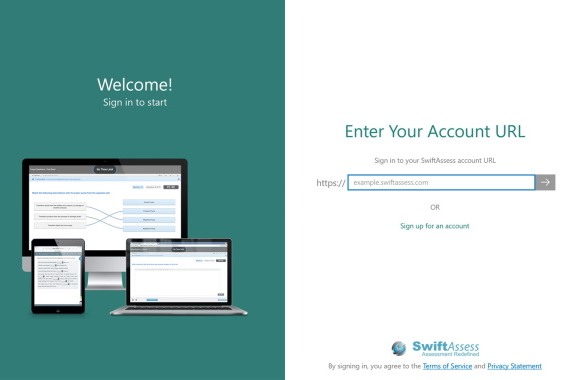 Welcome!
Sign in to start
Enter Your Account URL
Sign in to your SwiftAssess account URL
https:// example.swiftassess.com
OR
Sign up for an account
SwiftAssess
Assessment Redefined
By signing in, you agree to the Terms of Service and Privacy Statement